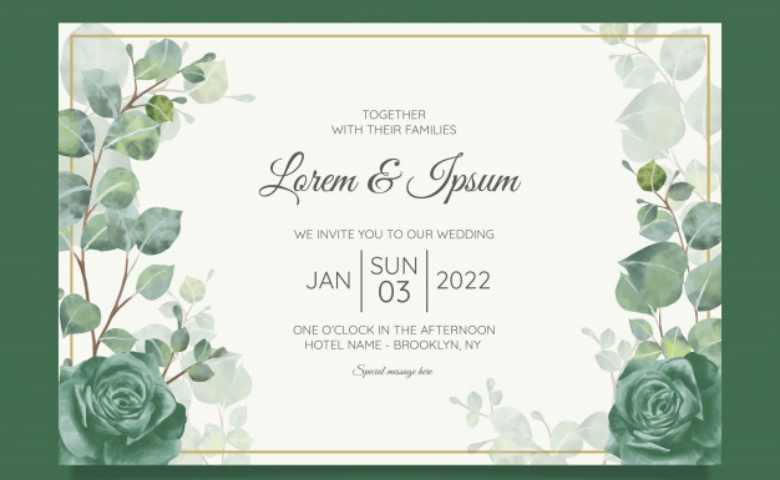 TOGETHER
WITH THEIR FAMILIES
Lorem & Ipsum
WE INVITE YOU TO OUR WEDDING
JAN SUN 03 2022
ONE O'CLOCK IN THE AFTERNOON
HOTEL NAME - BROOKLYN, NY
Special message here